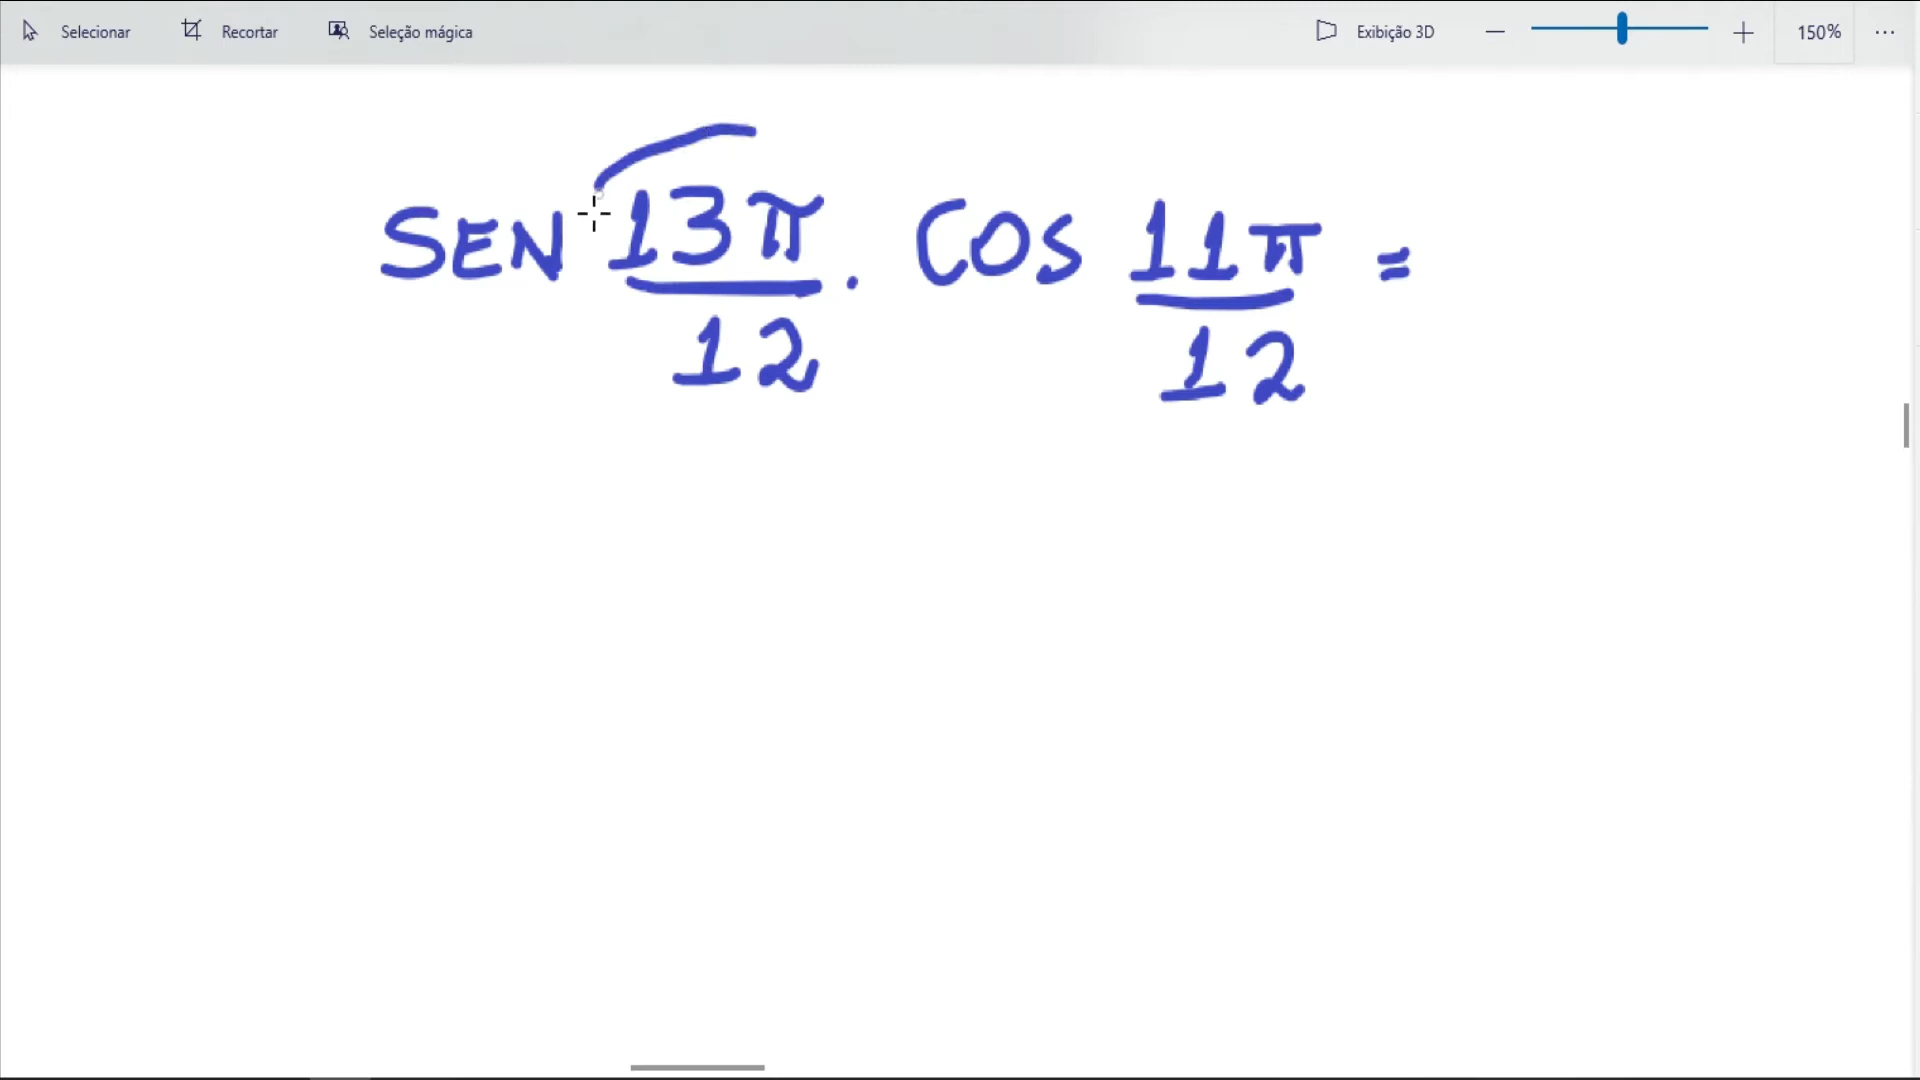 Selecionar Recortar Seleção mágica Exibição 3D 150%
SEN 13π/12 . COS 11π/12 =